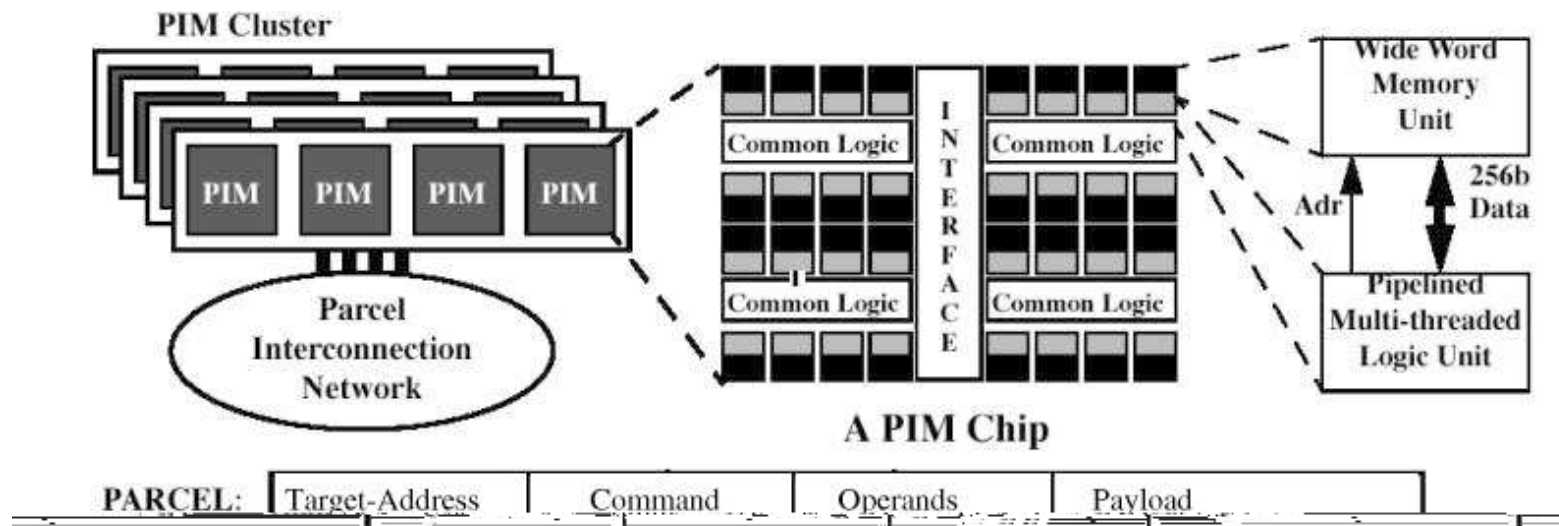 PIM Cluster
PIM PIM PIM PIM
Parcel
Interconnection
Network
Common Logic
Common Logic
Common Logic
Common Logic
INTERFACE
A PIM Chip
Wide Word
Memory
Unit
Adr
256b
Data
Pipelined
Multi-threaded
Logic Unit
PARCEL: Target-Address Command Operands Payload